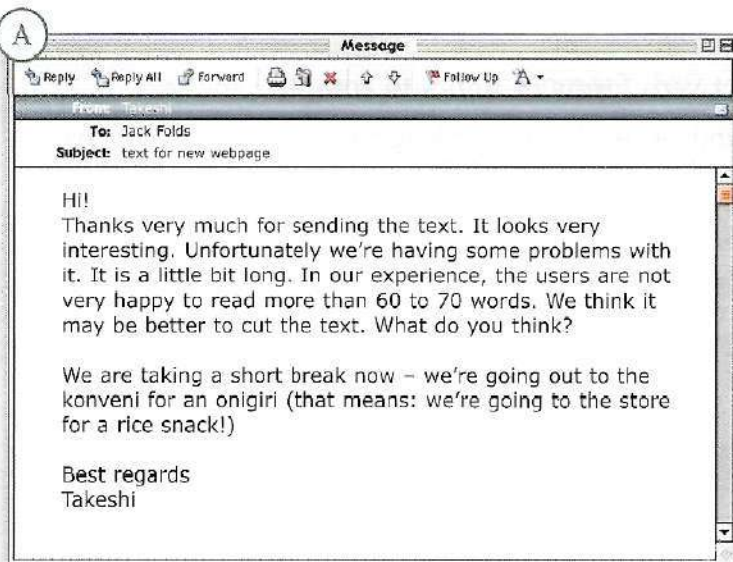 A
Message
Reply Reply All Forward Follow Up
From: Takeshi
To: Jack Folds
Subject: text for new webpage
Hi!
Thanks very much for sending the text. It looks very
interesting. Unfortunately we're having some problems with
it. It is a little bit long. In our experience, the users are not
very happy to read more than 60 to 70 words. We think it
may be better to cut the text. What do you think?
We are taking a short break now – we're going out to the
konveni for an onigiri (that means: we're going to the store
for a rice snack!)
Best regards
Takeshi